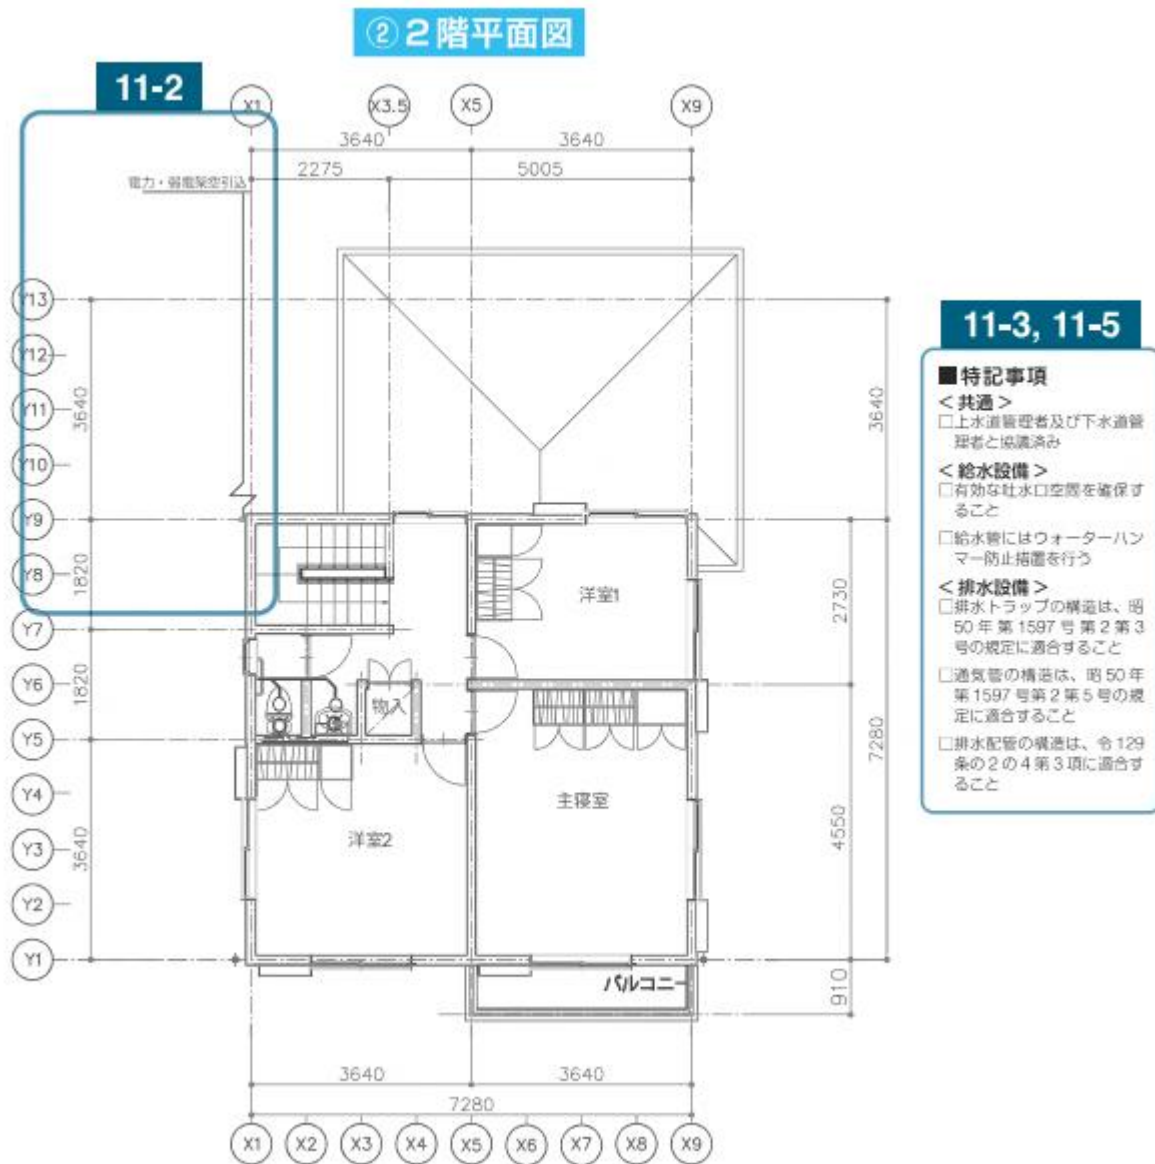 ② 2階平面図
11-2
X1
X3.5
X5
X9
3640
3640
2275
5005
電力・弱電架空引込
Y13
Y12
Y11
Y10
Y9
Y8
Y7
Y6
Y5
Y4
Y3
Y2
Y1
3640
1820
1820
3640
洋室1
物入
洋室2
主寝室
バルコニー
3640
2730
7280
4550
910
3640
3640
7280
X1
X2
X3
X4
X5
X6
X7
X8
X9
11-3, 11-5
■特記事項
<共通>
□上水道管理者及び下水道管
理者と協議済み
<給水設備>
□有効な吐水口空間を確保す
ること
□給水管にはウォーターハン
マー防止措置を行う
<排水設備>
□排水トラップの構造は、昭
50年第1597号第2第3
号の規定に適合すること
□通気管の構造は、昭50年
第1597号第2第5号の規
定に適合すること
□排水配管の構造は、令129
条の2の4第3項に適合す
ること